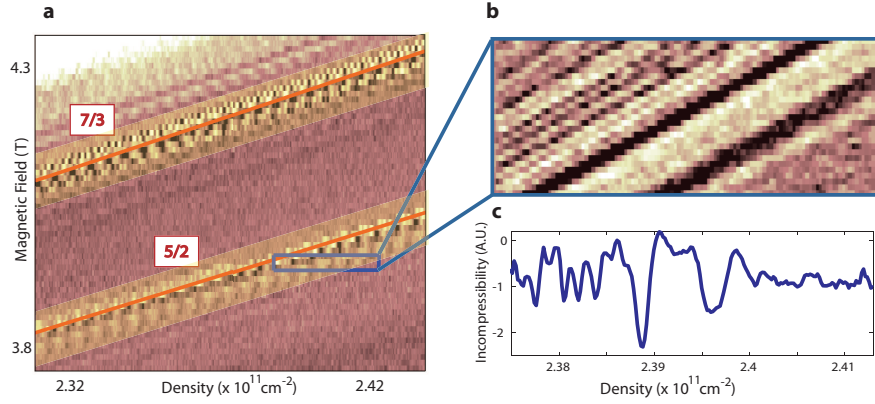 a
4.3
7/3
5/2
3.8
Magnetic Field (T)
2.32
Density (x 10¹¹cm⁻²)
2.42
b
c
0
-1
-2
Incompressibility (A.U.)
2.38
2.39
2.4
2.41
Density (x 10¹¹cm⁻²)